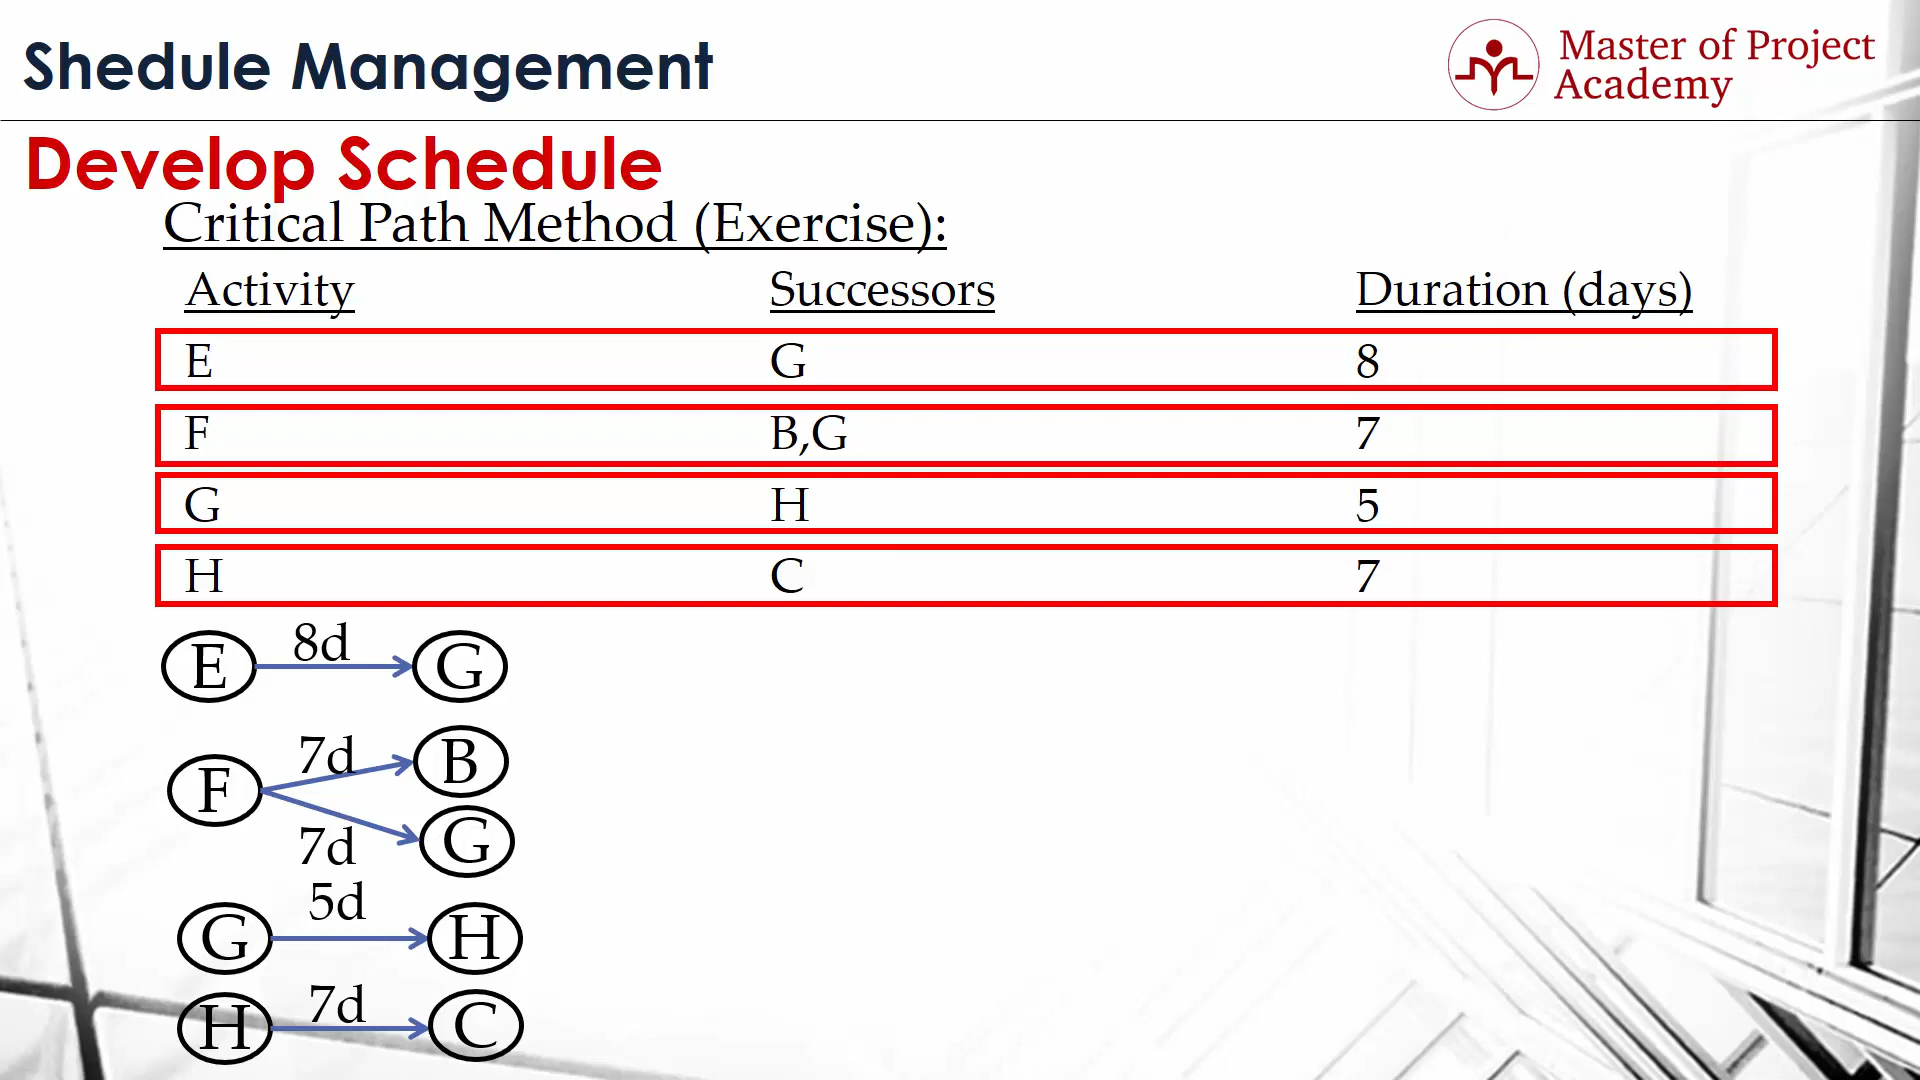 Shedule Management
Master of Project
Academy
Develop Schedule
Critical Path Method (Exercise):
Activity Successors Duration (days)
E G 8
F B,G 7
G H 5
H C 7
E 8d G
7d B
F
7d G
5d
G H
7d
H C